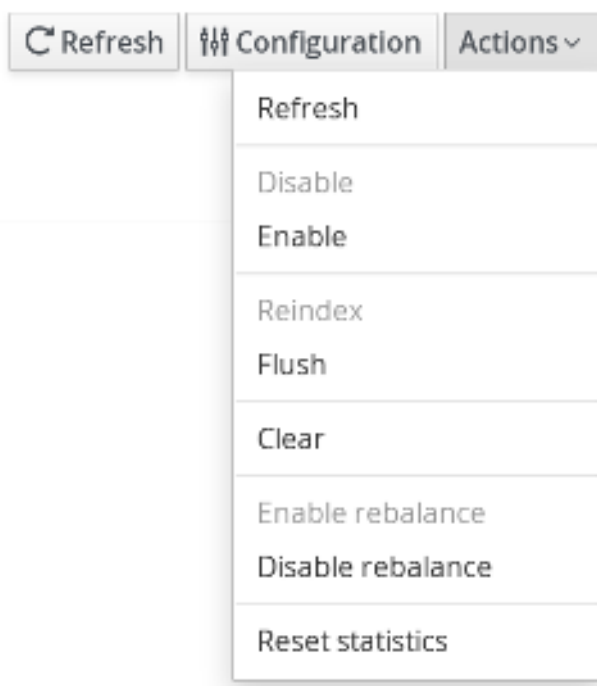 Refresh Configuration Actions
Refresh
Disable
Enable
Reindex
Flush
Clear
Enable rebalance
Disable rebalance
Reset statistics